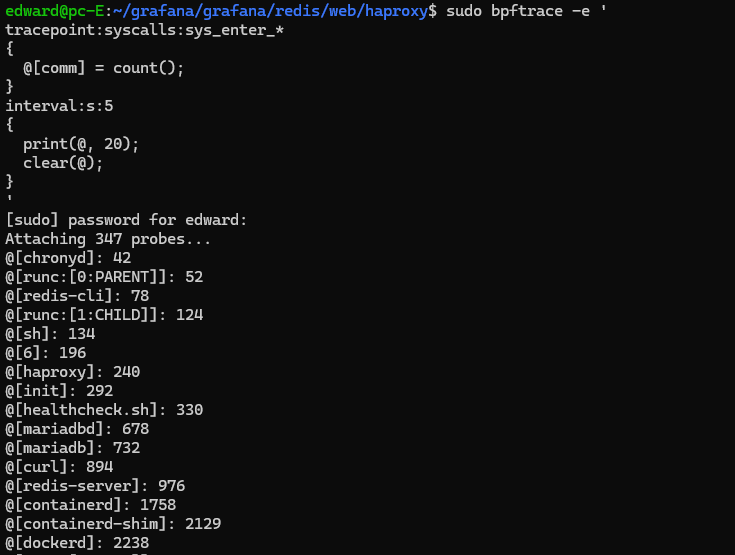 edward@pc-E:~/grafana/grafana/redis/web/haproxy$ sudo bpftrace -e '
tracepoint:syscalls:sys_enter_*
{
  @[comm] = count();
}
interval:s:5
{
  print(@, 20);
  clear(@);
}
'
[sudo] password for edward:
Attaching 347 probes...
@[chronyd]: 42
@[runc:[0:PARENT]]: 52
@[redis-cli]: 78
@[runc:[1:CHILD]]: 124
@[sh]: 134
@[6]: 196
@[haproxy]: 240
@[init]: 292
@[healthcheck.sh]: 330
@[mariadbd]: 678
@[mariadb]: 732
@[curl]: 894
@[redis-server]: 976
@[containerd]: 1758
@[containerd-shim]: 2129
@[dockerd]: 2238